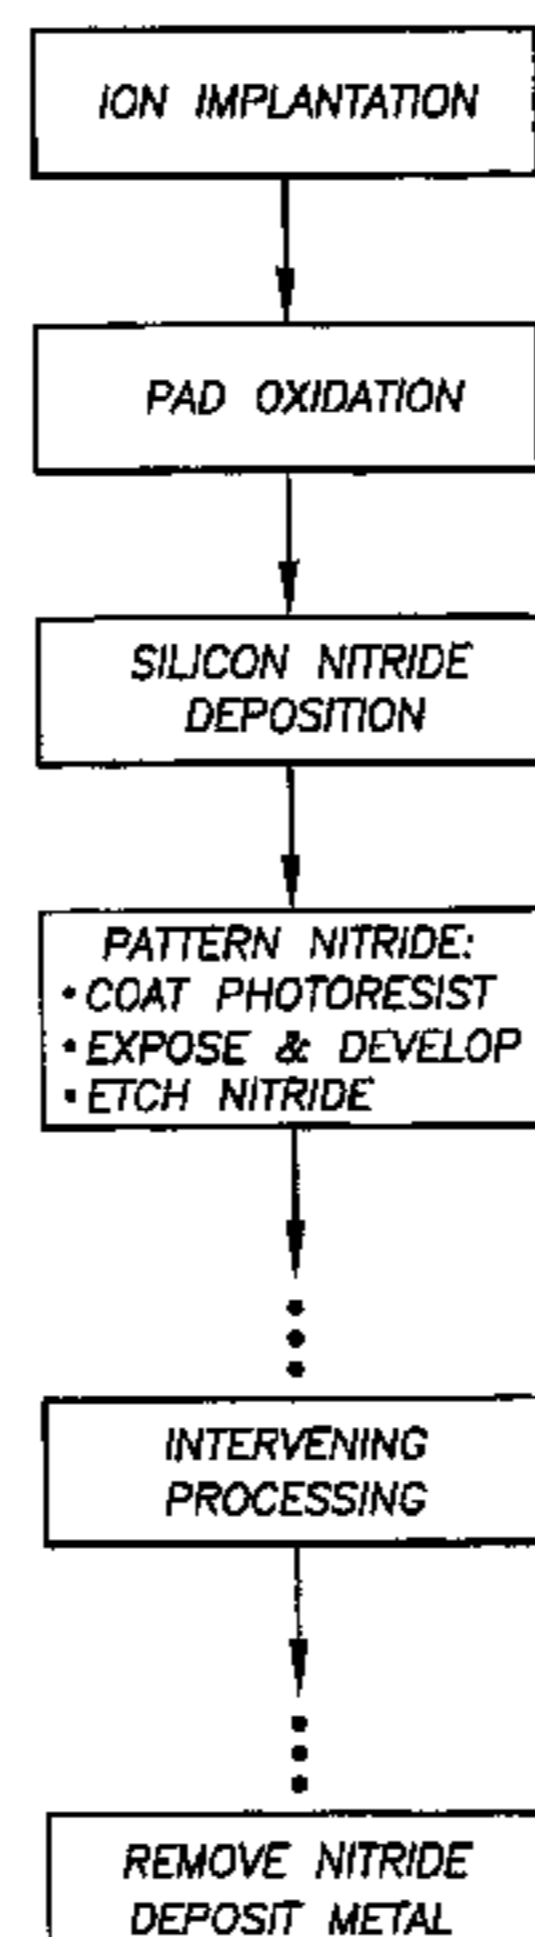 ION IMPLANTATION
PAD OXIDATION
SILICON NITRIDE
DEPOSITION
PATTERN NITRIDE:
• COAT PHOTORESIST
• EXPOSE & DEVELOP
• ETCH NITRIDE
INTERVENING
PROCESSING
REMOVE NITRIDE
DEPOSIT METAL